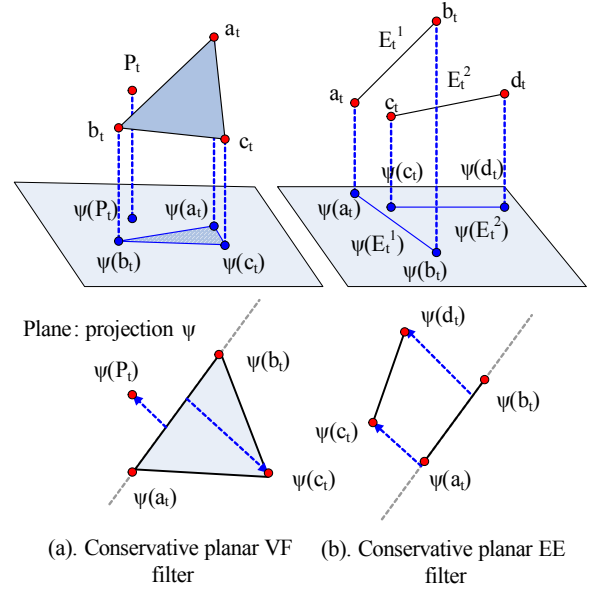 a_t
P_t
b_t
c_t
ψ(P_t)
ψ(a_t)
ψ(b_t)
ψ(c_t)
b_t
E_t^1
E_t^2
a_t
c_t
d_t
ψ(c_t)
ψ(d_t)
ψ(a_t)
ψ(E_t^1)
ψ(E_t^2)
ψ(b_t)
Plane: projection ψ
ψ(P_t)
ψ(b_t)
ψ(a_t)
ψ(c_t)
ψ(d_t)
ψ(b_t)
ψ(c_t)
ψ(a_t)
(a). Conservative planar VF
filter
(b). Conservative planar EE
filter